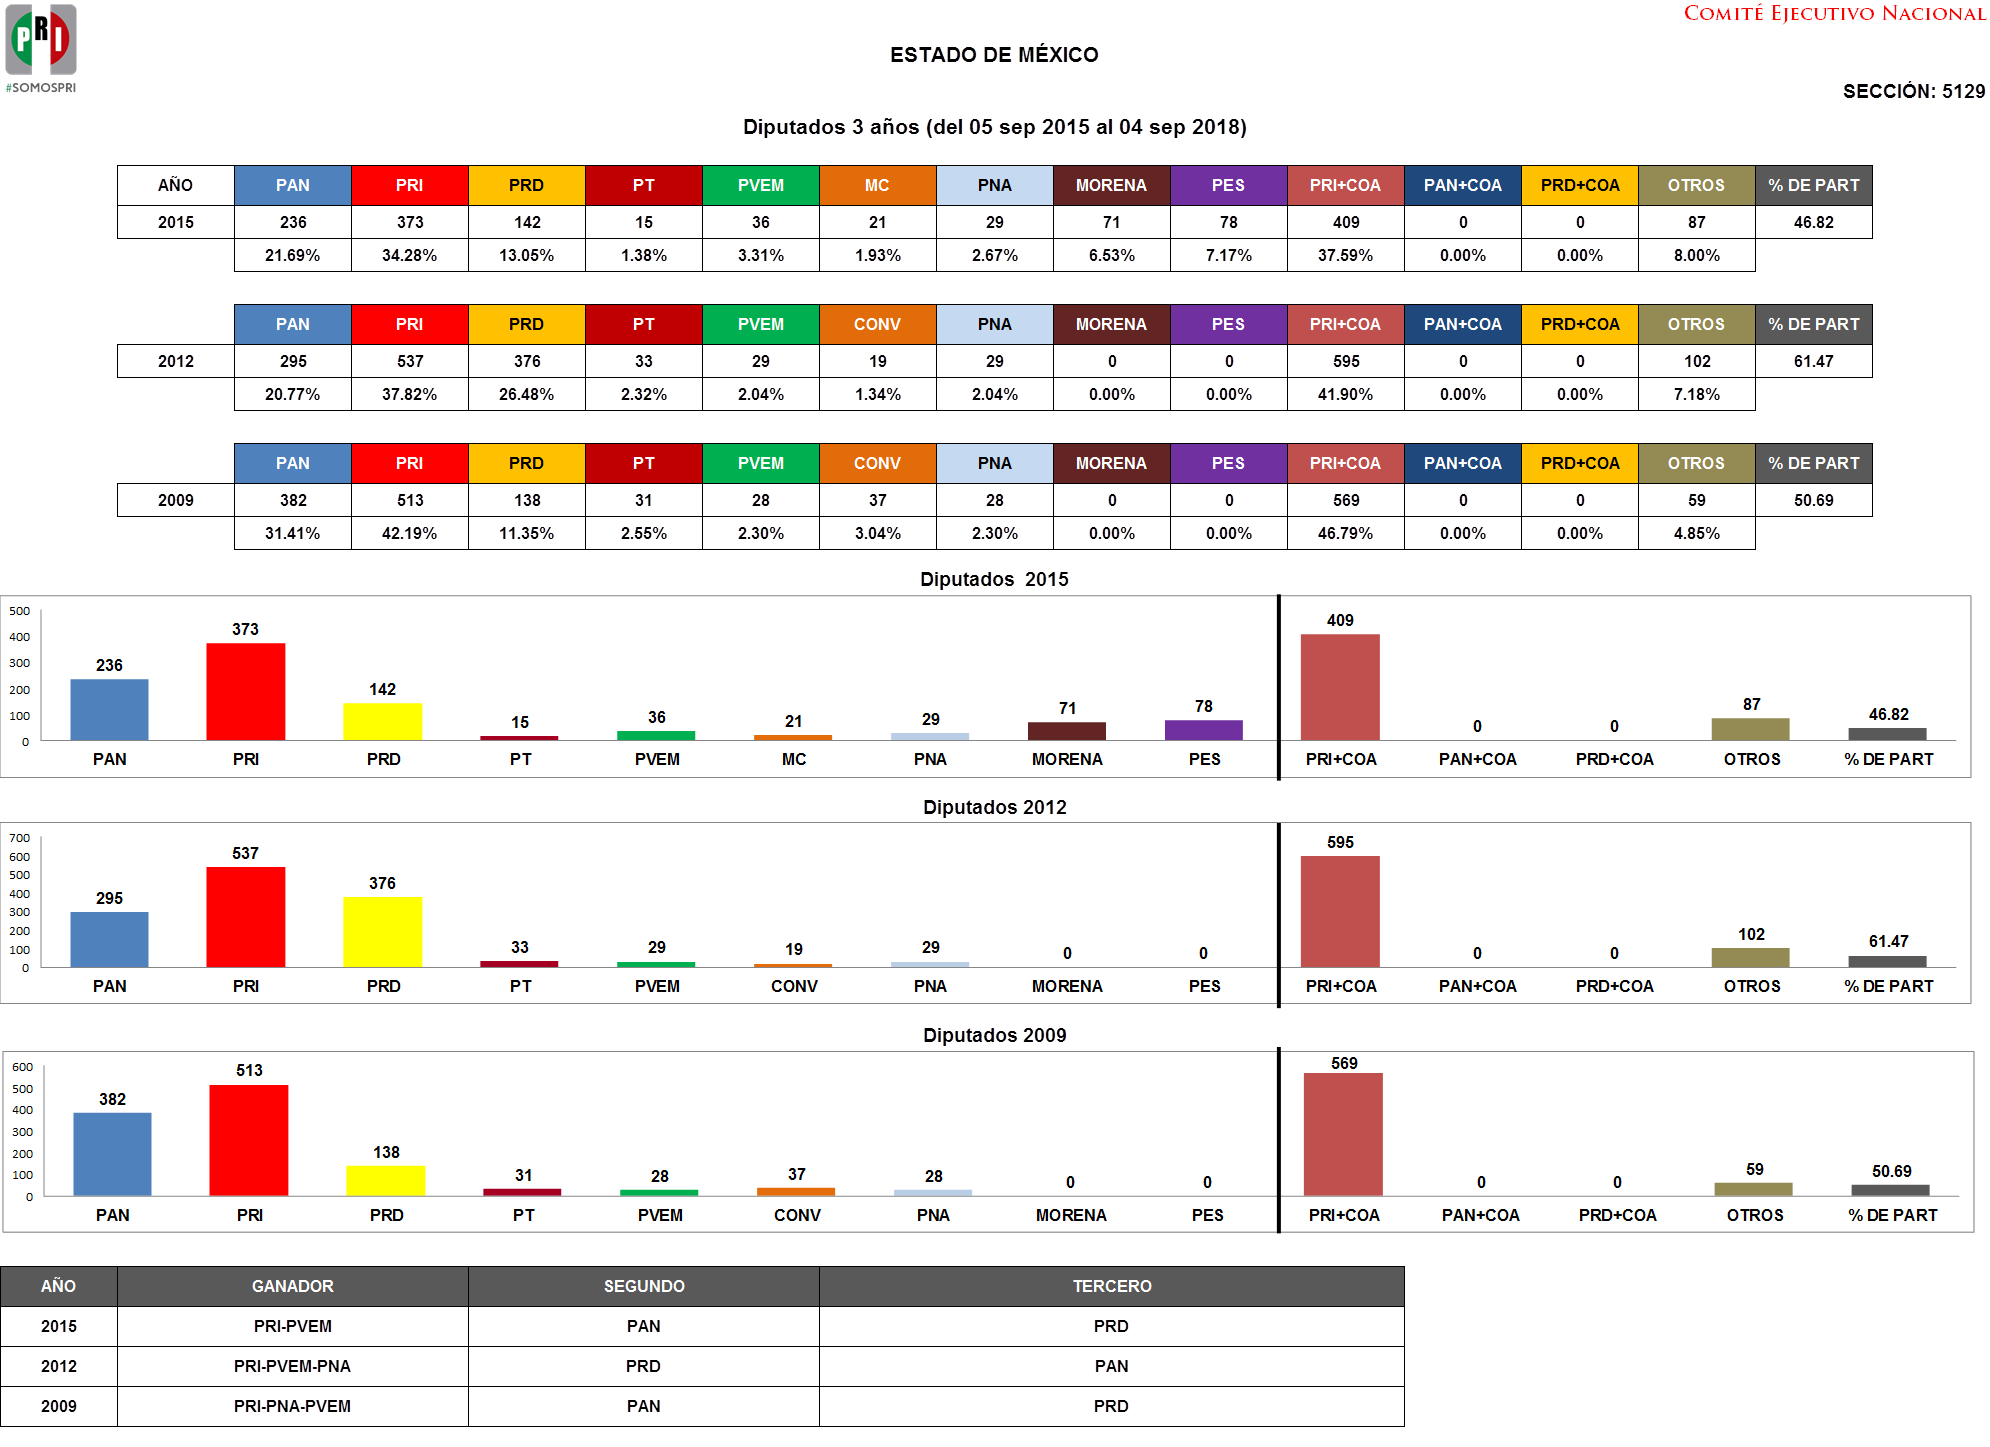 PRI
#SOMOSPRI
COMITÉ EJECUTIVO NACIONAL
ESTADO DE MÉXICO
SECCIÓN: 5129
Diputados 3 años (del 05 sep 2015 al 04 sep 2018)
AÑO PAN PRI PRD PT PVEM MC PNA MORENA PES PRI+COA PAN+COA PRD+COA OTROS % DE PART
2015 236 373 142 15 36 21 29 71 78 409 0 0 87 46.82
21.69% 34.28% 13.05% 1.38% 3.31% 1.93% 2.67% 6.53% 7.17% 37.59% 0.00% 0.00% 8.00%
PAN PRI PRD PT PVEM CONV PNA MORENA PES PRI+COA PAN+COA PRD+COA OTROS % DE PART
2012 295 537 376 33 29 19 29 0 0 595 0 0 102 61.47
20.77% 37.82% 26.48% 2.32% 2.04% 1.34% 2.04% 0.00% 0.00% 41.90% 0.00% 0.00% 7.18%
PAN PRI PRD PT PVEM CONV PNA MORENA PES PRI+COA PAN+COA PRD+COA OTROS % DE PART
2009 382 513 138 31 28 37 28 0 0 569 0 0 59 50.69
31.41% 42.19% 11.35% 2.55% 2.30% 3.04% 2.30% 0.00% 0.00% 46.79% 0.00% 0.00% 4.85%
Diputados 2015
500
400
300
200
100
0
236 373 142 15 36 21 29 71 78 409 0 0 87 46.82
PAN PRI PRD PT PVEM MC PNA MORENA PES PRI+COA PAN+COA PRD+COA OTROS % DE PART
Diputados 2012
700
600
500
400
300
200
100
0
295 537 376 33 29 19 29 0 0 595 0 0 102 61.47
PAN PRI PRD PT PVEM CONV PNA MORENA PES PRI+COA PAN+COA PRD+COA OTROS % DE PART
Diputados 2009
600
500
400
300
200
100
0
382 513 138 31 28 37 28 0 0 569 0 0 59 50.69
PAN PRI PRD PT PVEM CONV PNA MORENA PES PRI+COA PAN+COA PRD+COA OTROS % DE PART
AÑO GANADOR SEGUNDO TERCERO
2015 PRI-PVEM PAN PRD
2012 PRI-PVEM-PNA PRD PAN
2009 PRI-PNA-PVEM PAN PRD